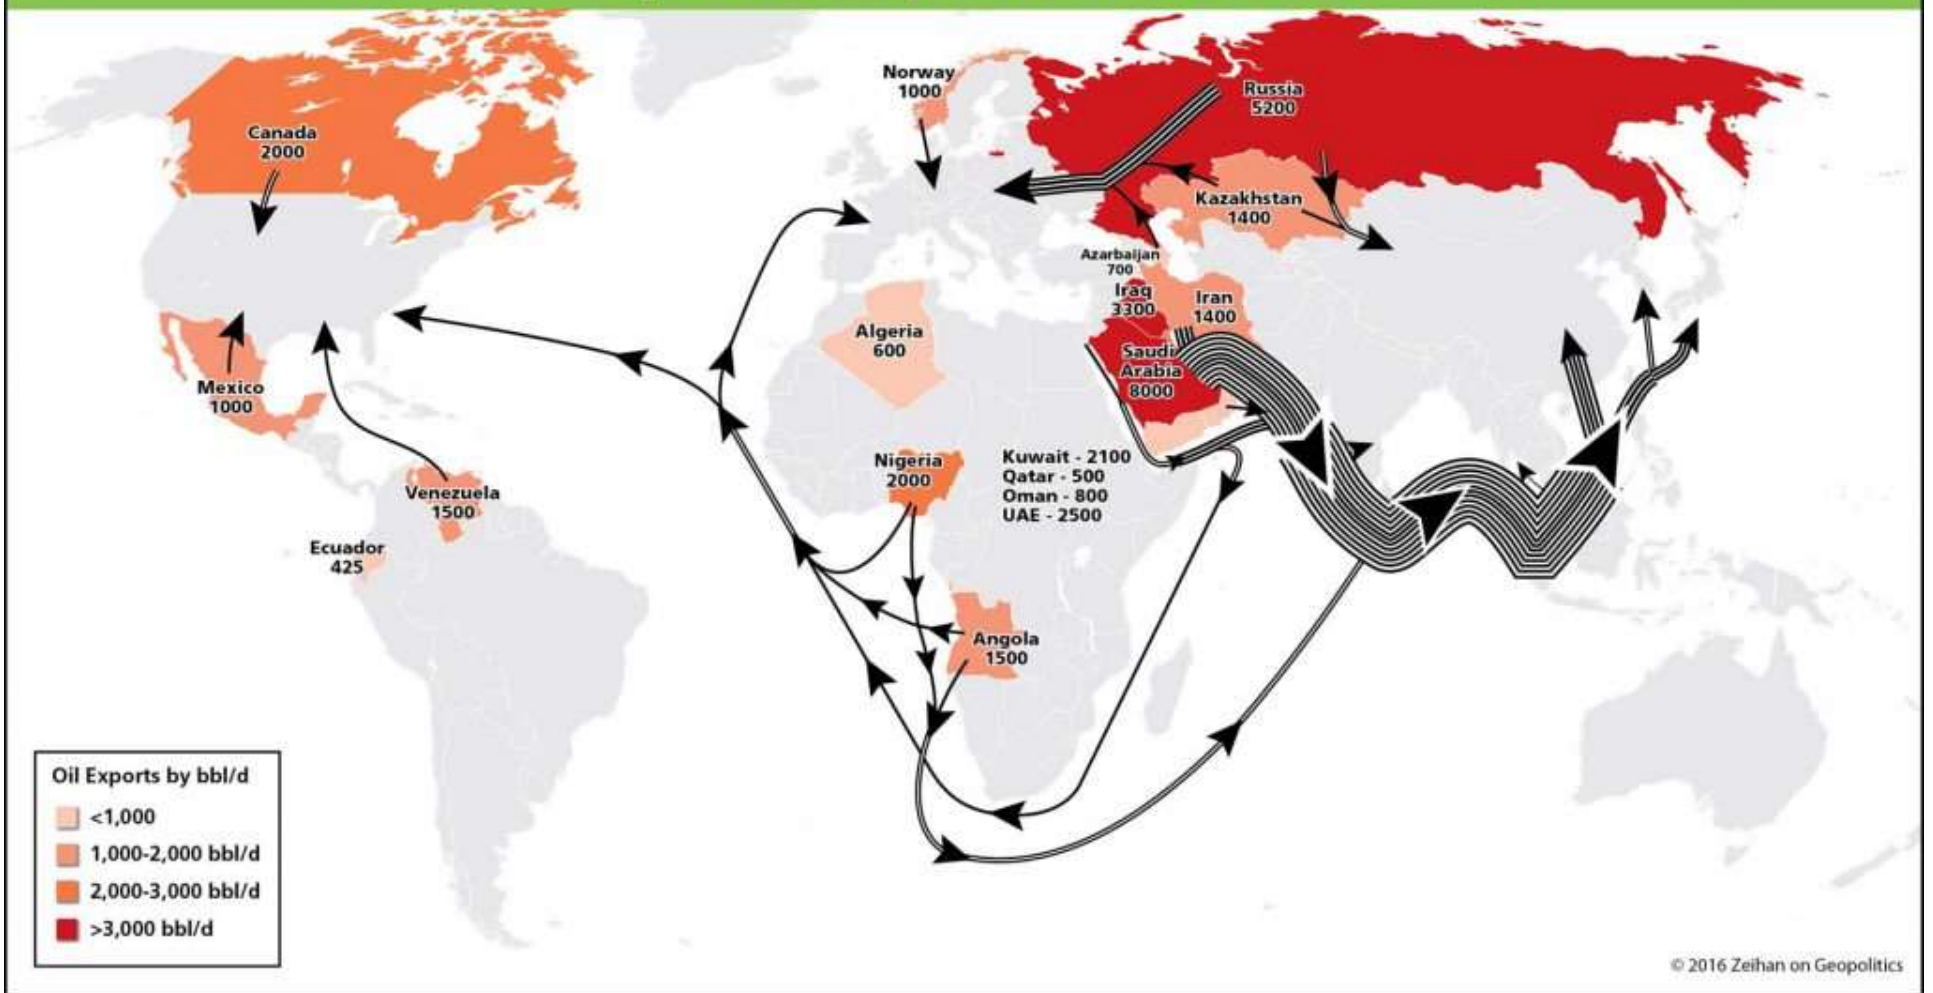 Norway
1000
Russia
5200
Canada
2000
Kazakhstan
1400
Azarbaijan
700
Iraq
3300
Iran
1400
Algeria
600
Saudi
Arabia
8000
Mexico
1000
Nigeria
2000
Kuwait - 2100
Qatar - 500
Oman - 800
UAE - 2500
Venezuela
1500
Ecuador
425
Angola
1500
Oil Exports by bbl/d
<1,000
1,000-2,000 bbl/d
2,000-3,000 bbl/d
>3,000 bbl/d
© 2016 Zeihan on Geopolitics